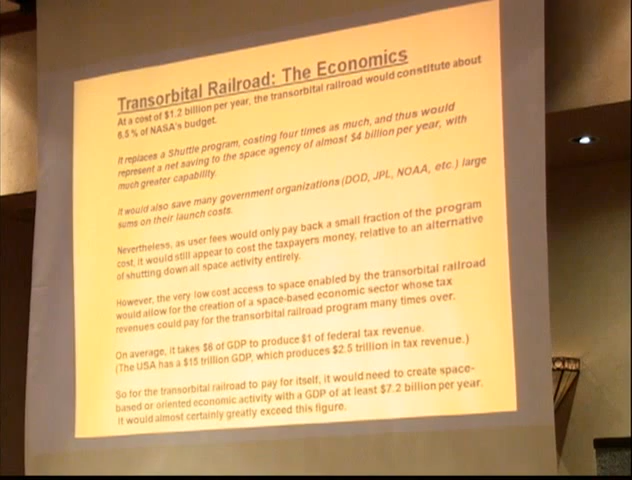 Transorbital Railroad: The Economics
At a cost of $1.2 billion per year, the transorbital railroad would constitute about
6.5 % of NASA's budget.
It replaces a Shuttle program, costing four times as much, and thus would
represent a net saving to the space agency of almost $4 billion per year, with
much greater capability.
It would also save many government organizations (DOD, JPL, NOAA, etc.) large
sums on their launch costs.
Nevertheless, as user fees would only pay back a small fraction of the program
cost, it would still appear to cost the taxpayers money, relative to an alternative
of shutting down all space activity entirely.
However, the very low cost access to space enabled by the transorbital railroad
would allow for the creation of a space-based economic sector whose tax
revenues could pay for the transorbital railroad program many times over.
On average, it takes $6 of GDP to produce $1 of federal tax revenue.
(The USA has a $15 trillion GDP, which produces $2.5 trillion in tax revenue.)
So for the transorbital railroad to pay for itself, it would need to create space-
based or oriented economic activity with a GDP of at least $7.2 billion per year.
It would almost certainly greatly exceed this figure.